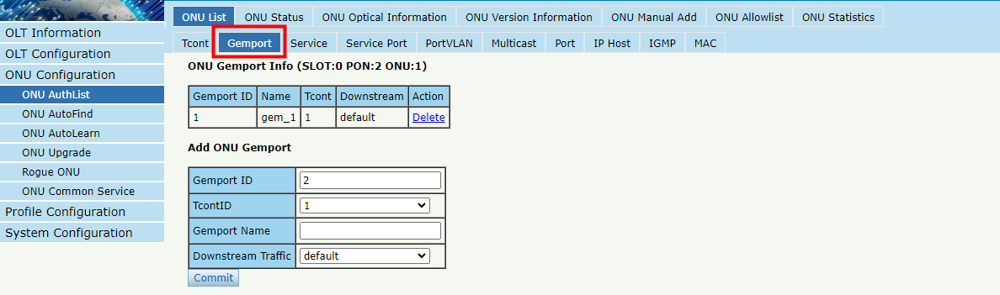 ONU List ONU Status ONU Optical Information ONU Version Information ONU Manual Add ONU Allowlist ONU Statistics
Tcont Gemport Service Service Port PortVLAN Multicast Port IP Host IGMP MAC
OLT Information
OLT Configuration
ONU Configuration
ONU AuthList
ONU AutoFind
ONU AutoLearn
ONU Upgrade
Rogue ONU
ONU Common Service
Profile Configuration
System Configuration
ONU Gemport Info (SLOT:0 PON:2 ONU:1)
Gemport ID Name Tcont Downstream Action
1 gem_1 1 default Delete
Add ONU Gemport
Gemport ID 2
TcontID 1
Gemport Name
Downstream Traffic default
Commit